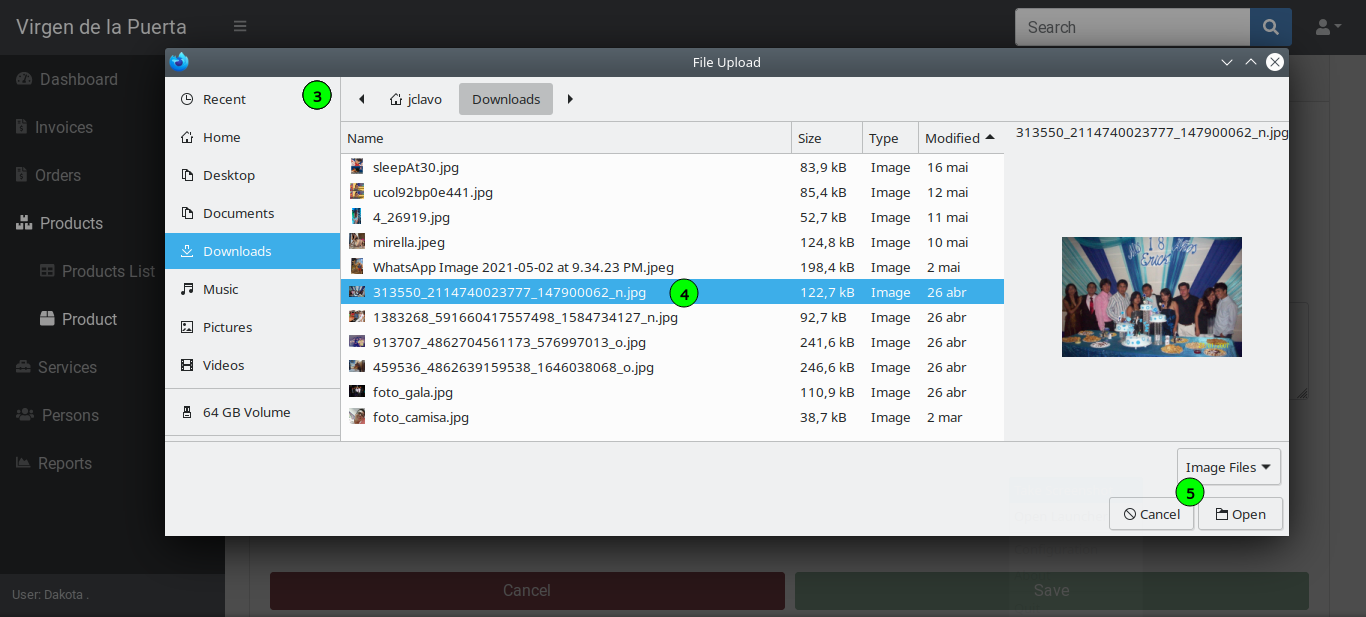 Virgen de la Puerta
Search
File Upload
Dashboard
Invoices
Orders
Products
Products List
Product
Services
Persons
Reports
User: Dakota .
Recent
3
Home
Desktop
Documents
Downloads
Music
Pictures
Videos
64 GB Volume
jclavo
Downloads
Name Size Type Modified
sleepAt30.jpg 83,9 kB Image 16 mai
ucol92bp0e441.jpg 85,4 kB Image 12 mai
4_26919.jpg 52,7 kB Image 11 mai
mirella.jpeg 124,8 kB Image 10 mai
WhatsApp Image 2021-05-02 at 9.34.23 PM.jpeg 198,4 kB Image 2 mai
313550_2114740023777_147900062_n.jpg 4 122,7 kB Image 26 abr
1383268_591660417557498_1584734127_n.jpg 92,7 kB Image 26 abr
913707_4862704561173_576997013_o.jpg 241,6 kB Image 26 abr
459536_4862639159538_1646038068_o.jpg 246,6 kB Image 26 abr
foto_gala.jpg 110,9 kB Image 26 abr
foto_camisa.jpg 38,7 kB Image 2 mar
313550_2114740023777_147900062_n.jpg
18
Erick
Image Files
5
Cancel Open
Cancel Save